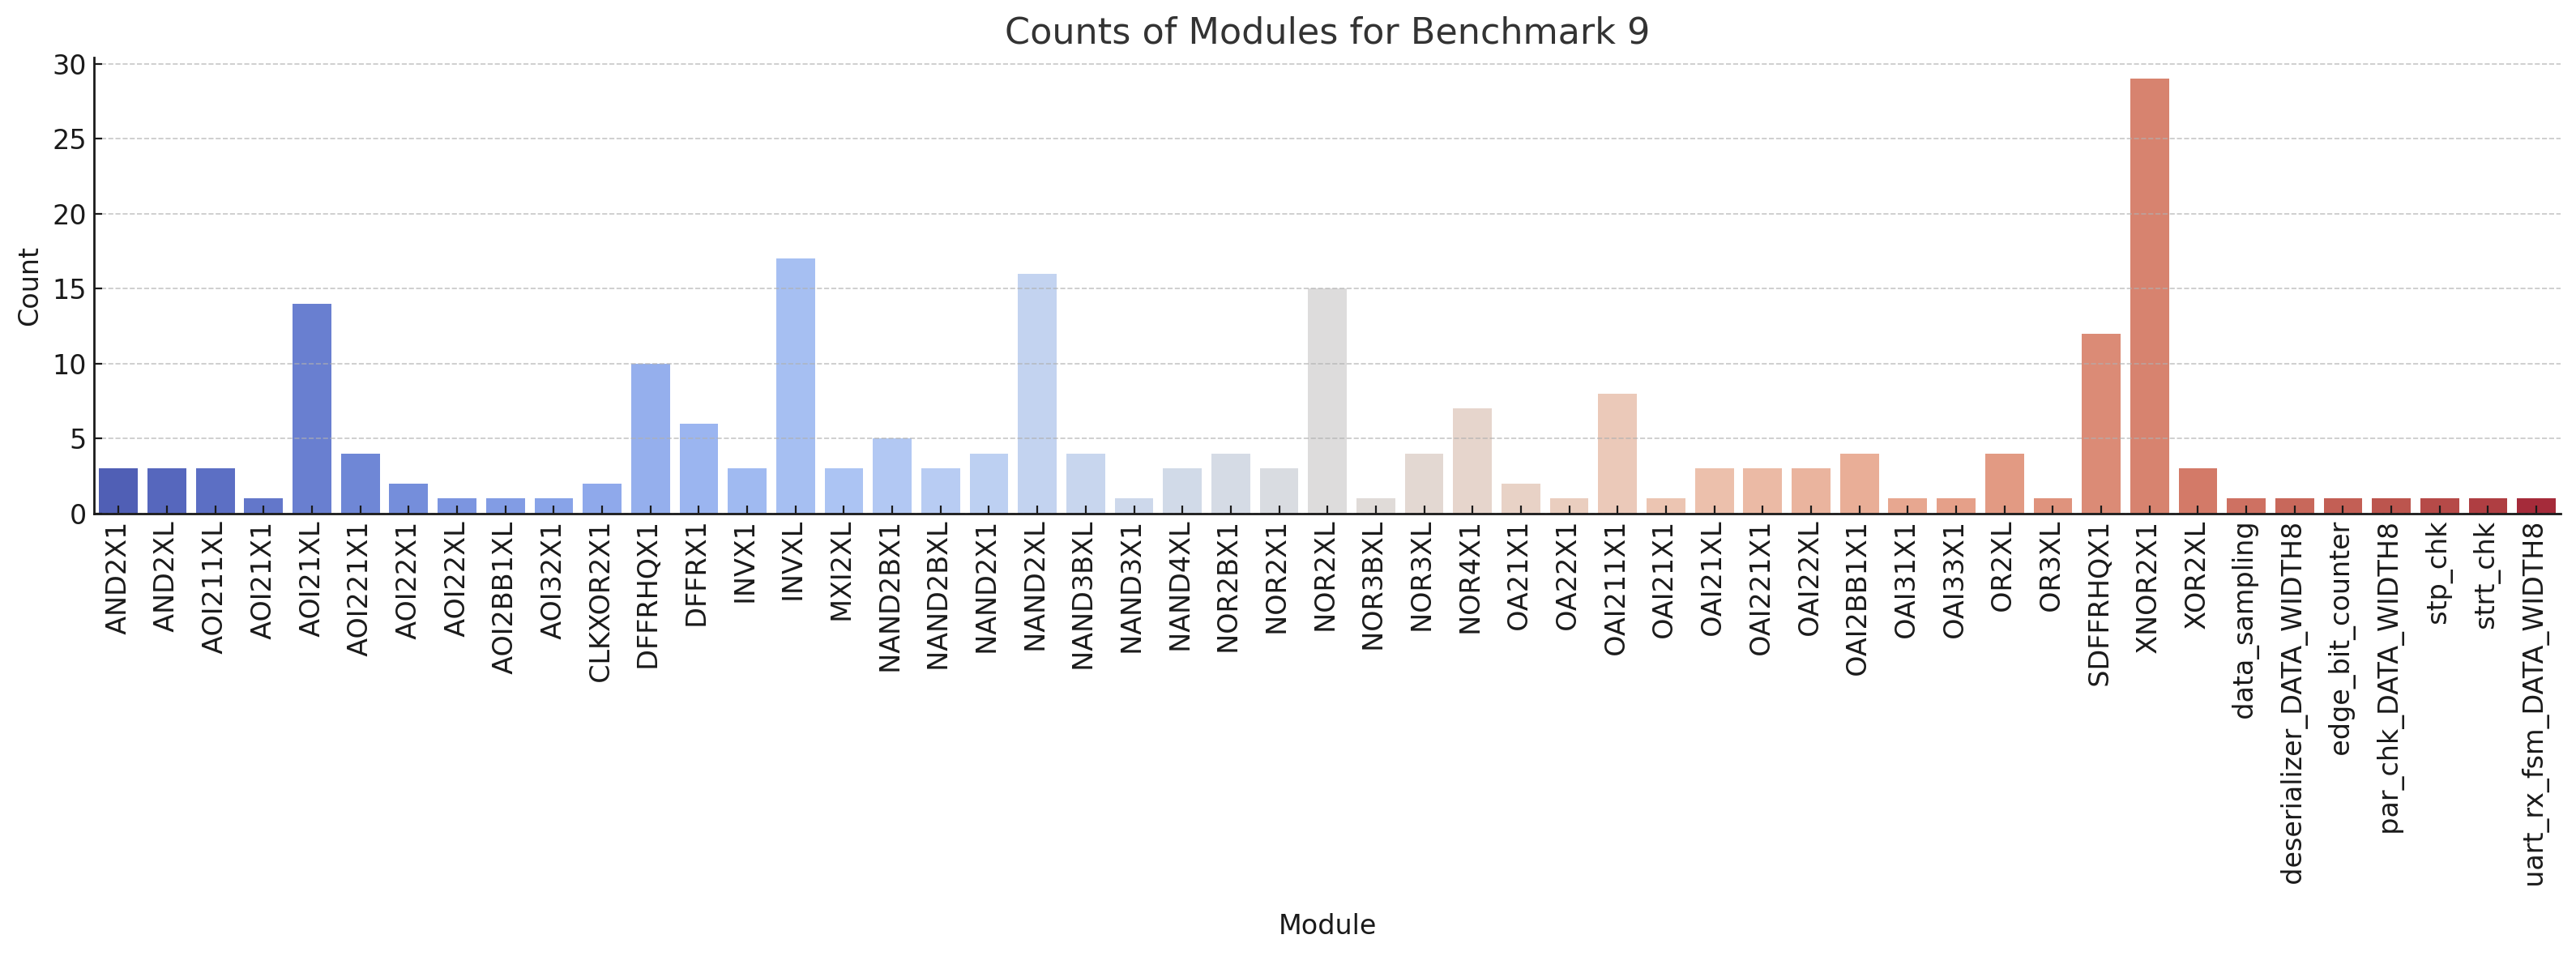 Counts of Modules for Benchmark 9
30
25
20
15
10
5
0
Count
AND2X1
AND2XL
AOI211XL
AOI21X1
AOI21XL
AOI221X1
AOI22X1
AOI22XL
AOI2BB1XL
AOI32X1
CLKXOR2X1
DFFRHQX1
DFFRX1
INVX1
INVXL
MXI2XL
NAND2BX1
NAND2BXL
NAND2X1
NAND2XL
NAND3BXL
NAND3X1
NAND4XL
NOR2BX1
NOR2X1
NOR2XL
NOR3BXL
NOR3XL
NOR4X1
OA21X1
OA22X1
OAI211X1
OAI21X1
OAI21XL
OAI221X1
OAI22XL
OAI2BB1X1
OAI31X1
OAI33X1
OR2XL
OR3XL
SDFFRHQX1
XNOR2X1
XOR2XL
data_sampling
deserializer_DATA_WIDTH8
edge_bit_counter
par_chk_DATA_WIDTH8
stp_chk
strt_chk
uart_rx_fsm_DATA_WIDTH8
Module